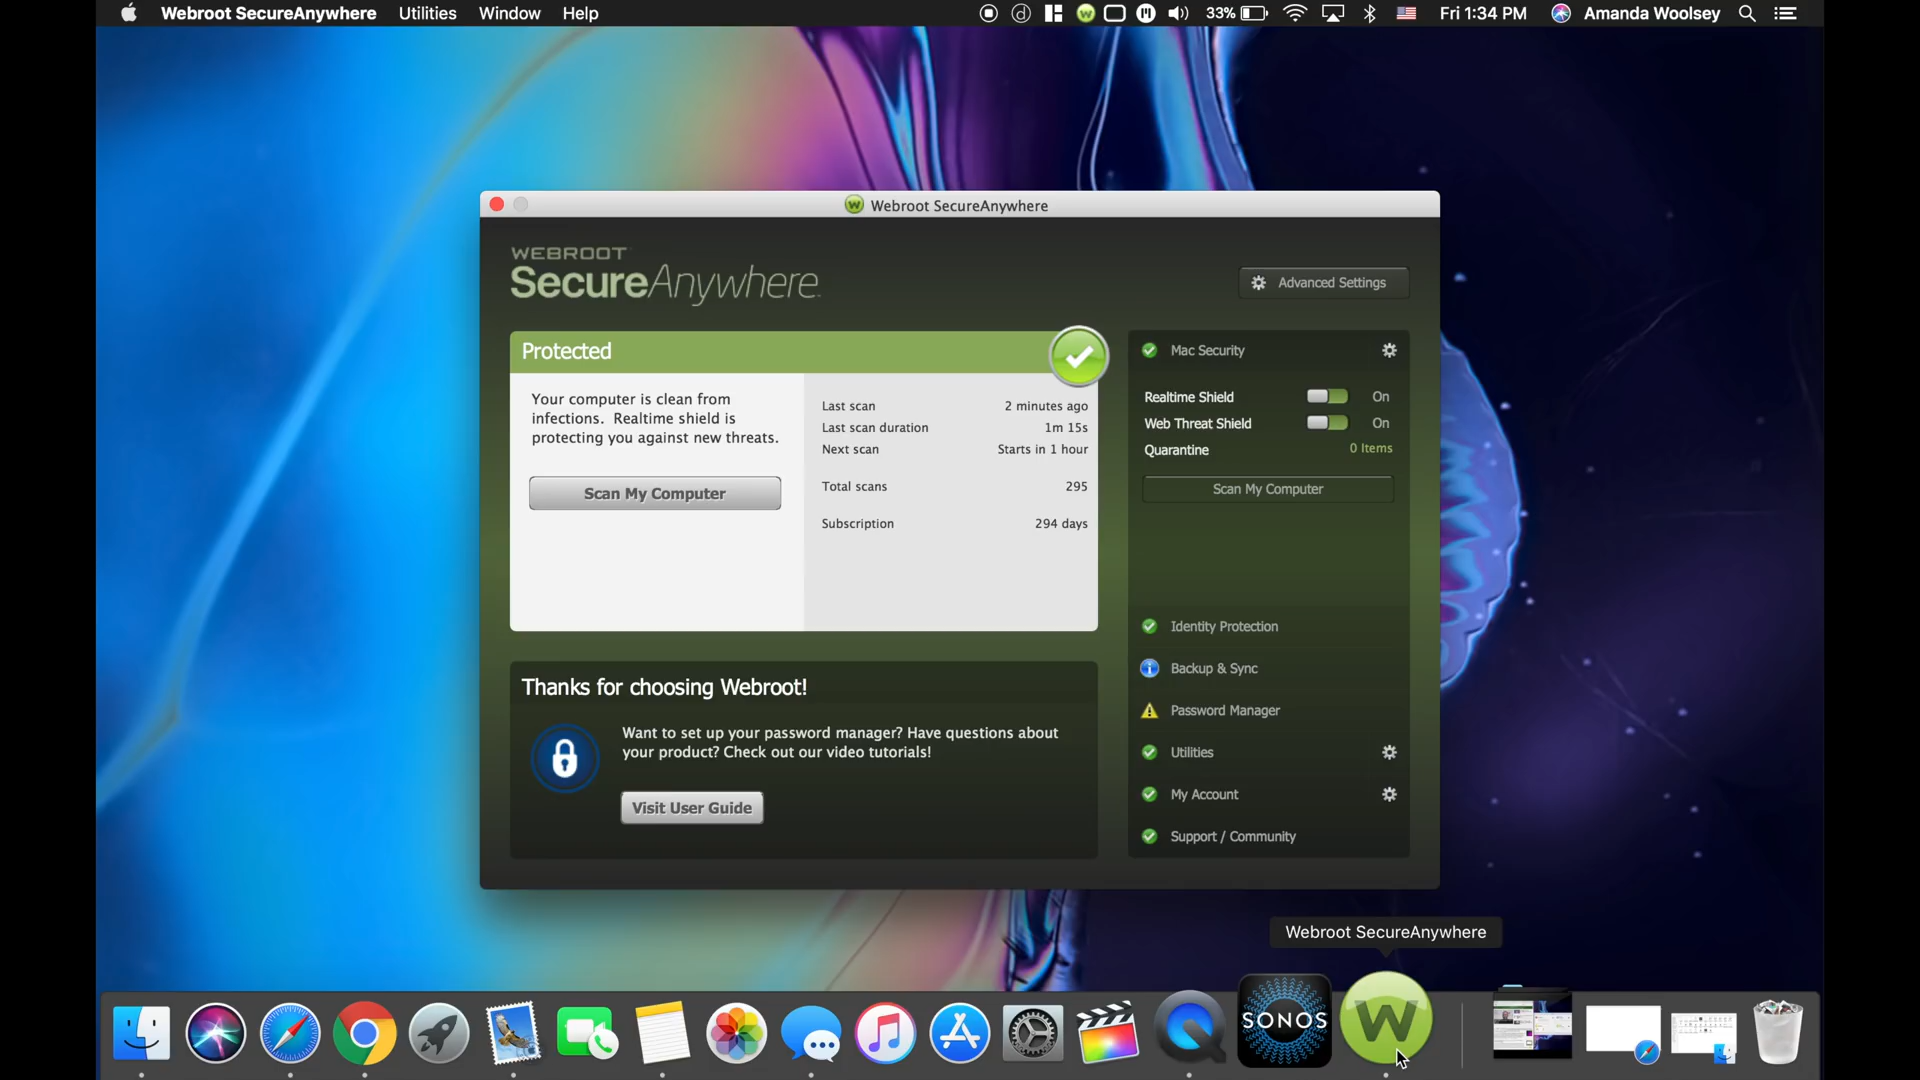 Webroot SecureAnywhere Utilities Window Help 33% Fri 1:34 PM Amanda Woolsey
Webroot SecureAnywhere
WEBROOT
SecureAnywhere
Advanced Settings
Protected
Your computer is clean from
infections. Realtime shield is
protecting you against new threats.
Scan My Computer
Last scan 2 minutes ago
Last scan duration 1m 15s
Next scan Starts in 1 hour
Total scans 295
Subscription 294 days
Mac Security
Realtime Shield On
Web Threat Shield On
Quarantine 0 Items
Scan My Computer
Identity Protection
Backup & Sync
Password Manager
Utilities
My Account
Support / Community
Thanks for choosing Webroot!
Want to set up your password manager? Have questions about
your product? Check out our video tutorials!
Visit User Guide
Webroot SecureAnywhere
SONOS
W